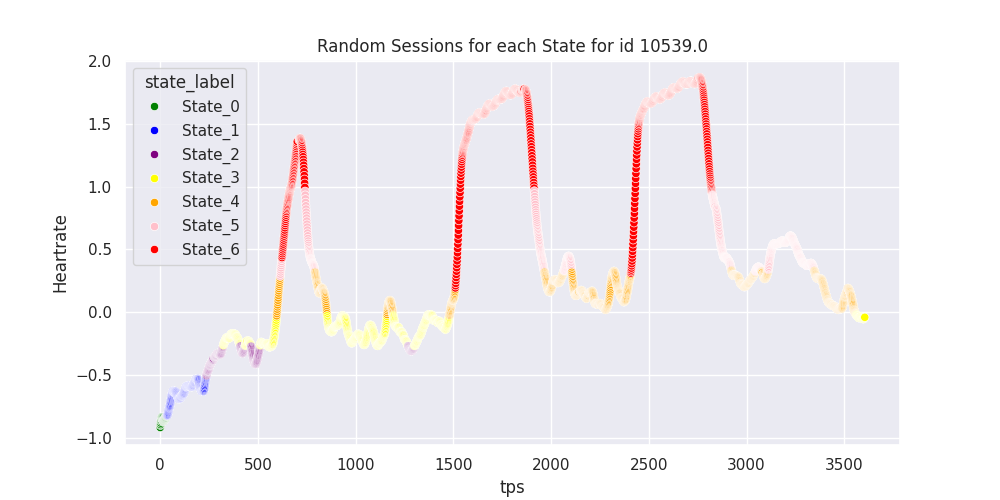 Random Sessions for each State for id 10539.0
2.0
1.5
1.0
0.5
0.0
−0.5
−1.0
Heartrate
state_label
State_0
State_1
State_2
State_3
State_4
State_5
State_6
0 500 1000 1500 2000 2500 3000 3500
tps